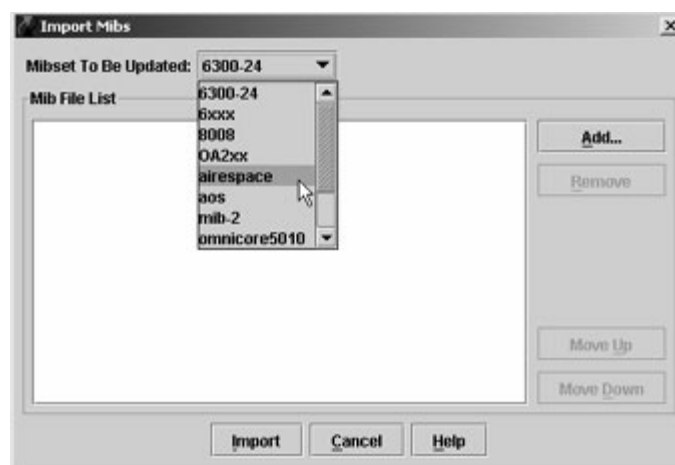 Import Mibs
Mibset To Be Updated: 6300-24
6300-24
Mib File List
6xxx
8008
OA2xx
airespace
aos
mib-2
omnicore5010
Add...
Remove
Move Up
Move Down
Import Cancel Help